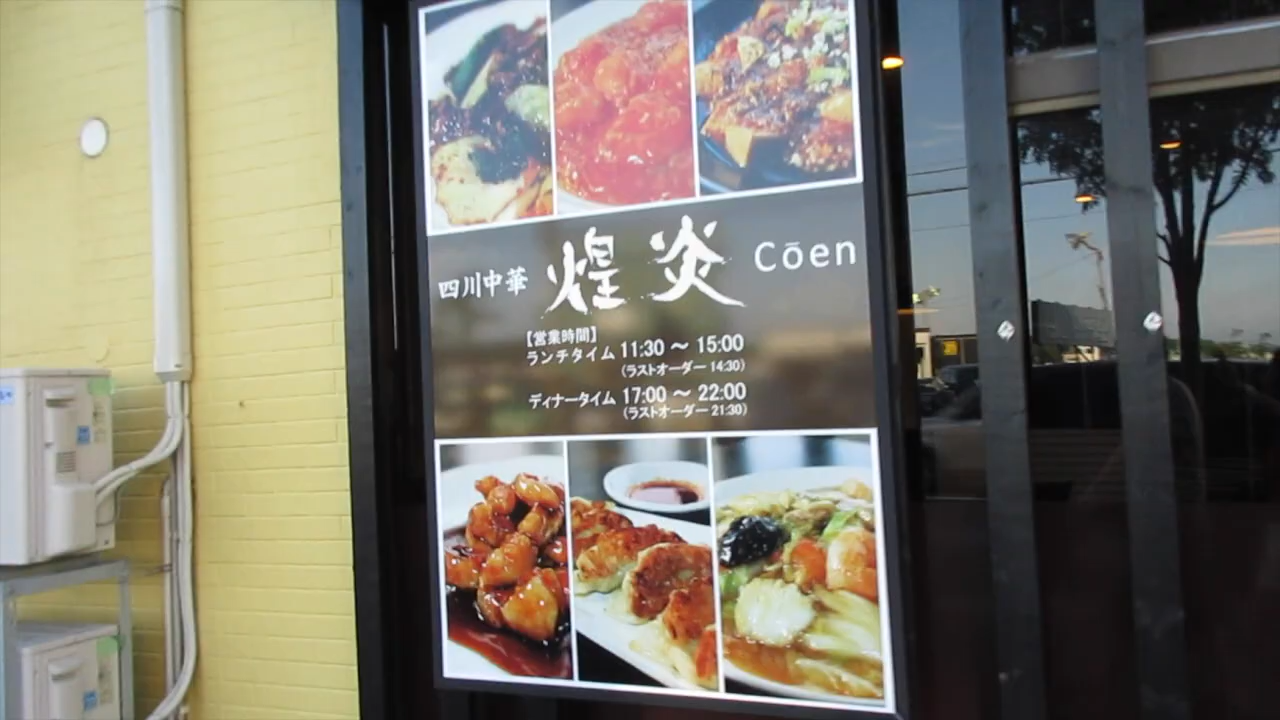 四川中華 煌炎 Cōen
【営業時間】
ランチタイム 11:30 〜 15:00
(ラストオーダー 14:30)
ディナータイム 17:00 〜 22:00
(ラストオーダー 21:30)